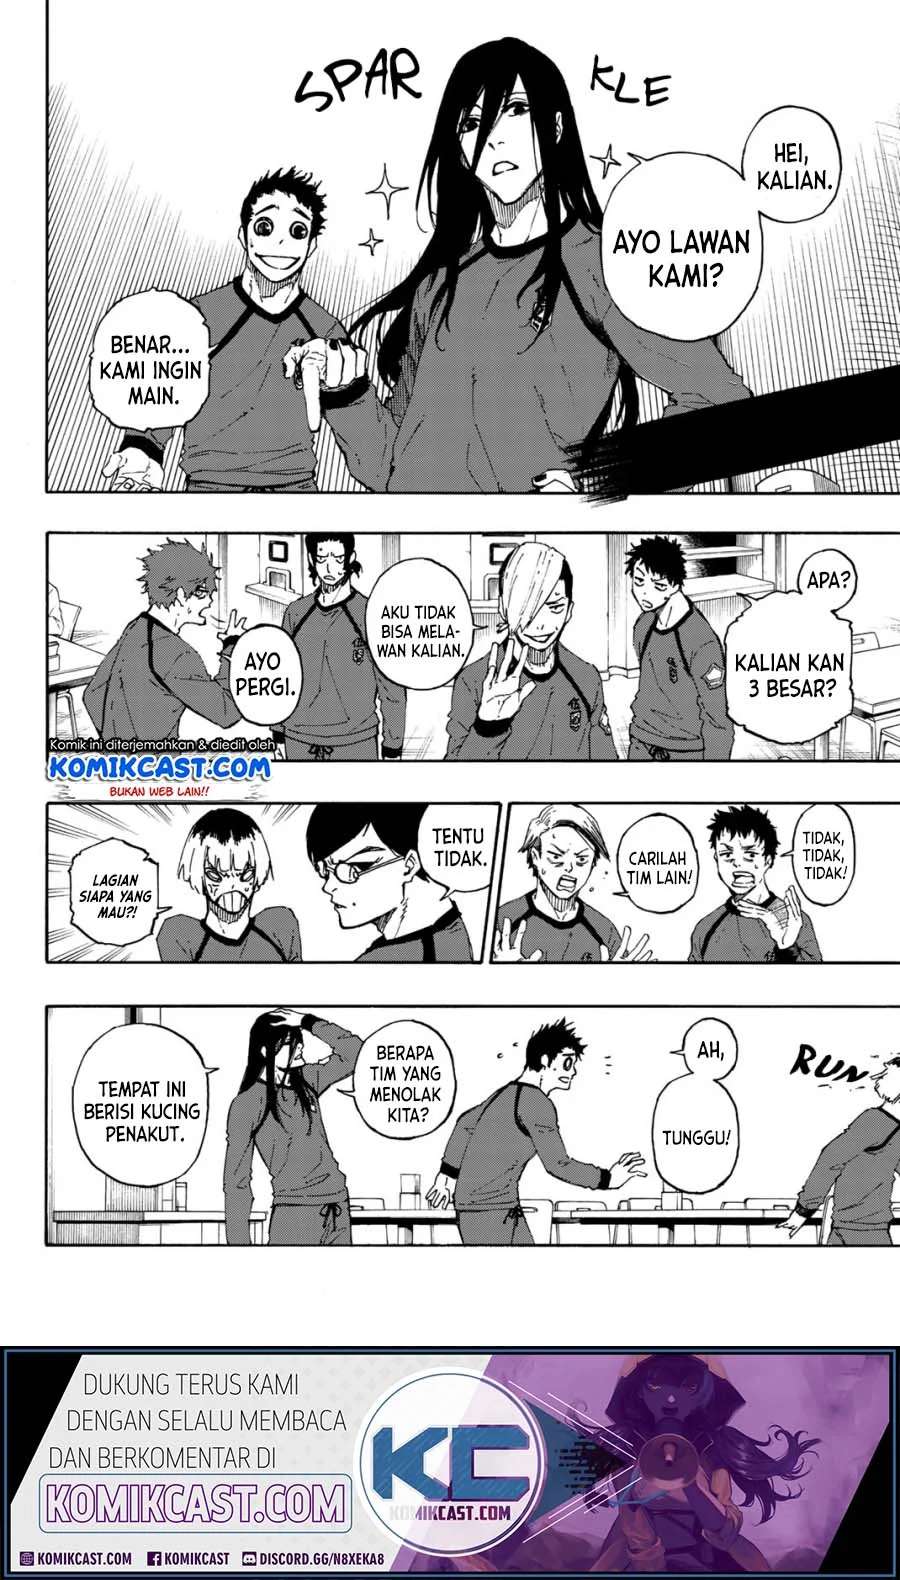 SPAR
KLE
HEI,
KALIAN.
AYO LAWAN
KAMI?
BENAR...
KAMI INGIN
MAIN.
APA?
KALIAN KAN
3 BESAR?
AKU TIDAK
BISA MELA-
WAN KALIAN.
AYO
PERGI.
Komik ini diterjemahkan & diedit oleh
KOMIKCAST.COM
BUKAN WEB LAIN!!
TIDAK,
TIDAK,
TIDAK!
CARILAH
TIM LAIN!
TENTU
TIDAK.
LAGIAN
SIAPA YANG
MAU?!
RUN
AH,
TUNGGU!
BERAPA
TIM YANG
MENOLAK
KITA?
TEMPAT INI
BERISI KUCING
PENAKUT.
DUKUNG TERUS KAMI
DENGAN SELALU MEMBACA
DAN BERKOMENTAR DI
KOMIKCAST.COM
KC
KOMIKCAST.COM
KOMIKCAST.COM
KOMIKCAST
DISCORD.GG/N8XEKA8